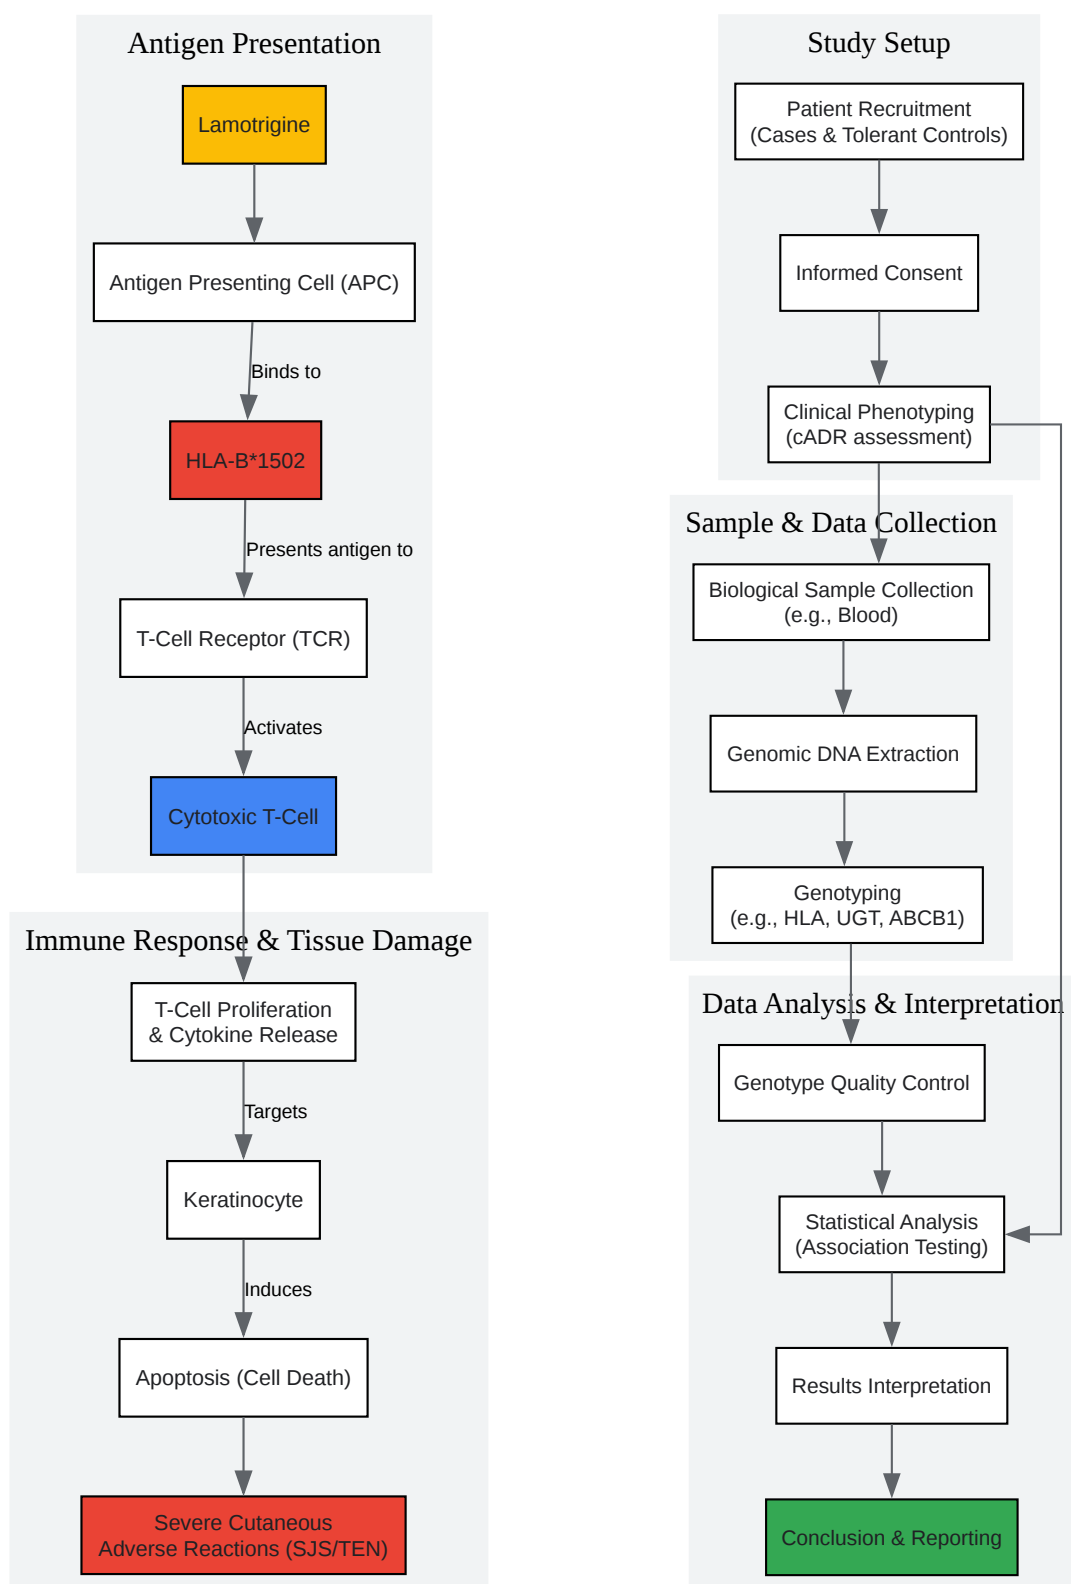 Antigen Presentation
Lamotrigine
Antigen Presenting Cell (APC)
Binds to
HLA-B*1502
Presents antigen to
T-Cell Receptor (TCR)
Activates
Cytotoxic T-Cell
Immune Response & Tissue Damage
T-Cell Proliferation
& Cytokine Release
Targets
Keratinocyte
Induces
Apoptosis (Cell Death)
Severe Cutaneous
Adverse Reactions (SJS/TEN)
Study Setup
Patient Recruitment
(Cases & Tolerant Controls)
Informed Consent
Clinical Phenotyping
(cADR assessment)
Sample & Data Collection
Biological Sample Collection
(e.g., Blood)
Genomic DNA Extraction
Genotyping
(e.g., HLA, UGT, ABCB1)
Data Analysis & Interpretation
Genotype Quality Control
Statistical Analysis
(Association Testing)
Results Interpretation
Conclusion & Reporting